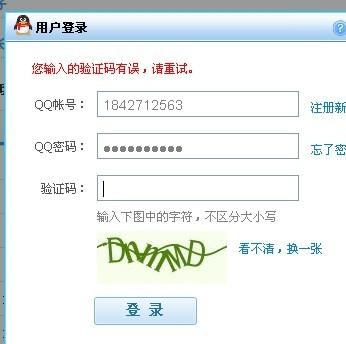 用户登录
您输入的验证码有误，请重试。
QQ帐号： 1842712563 注册新
QQ密码： ●●●●●●●●●● 忘了密
验证码：
输入下图中的字符，不区分大小写
看不清，换一张
登 录